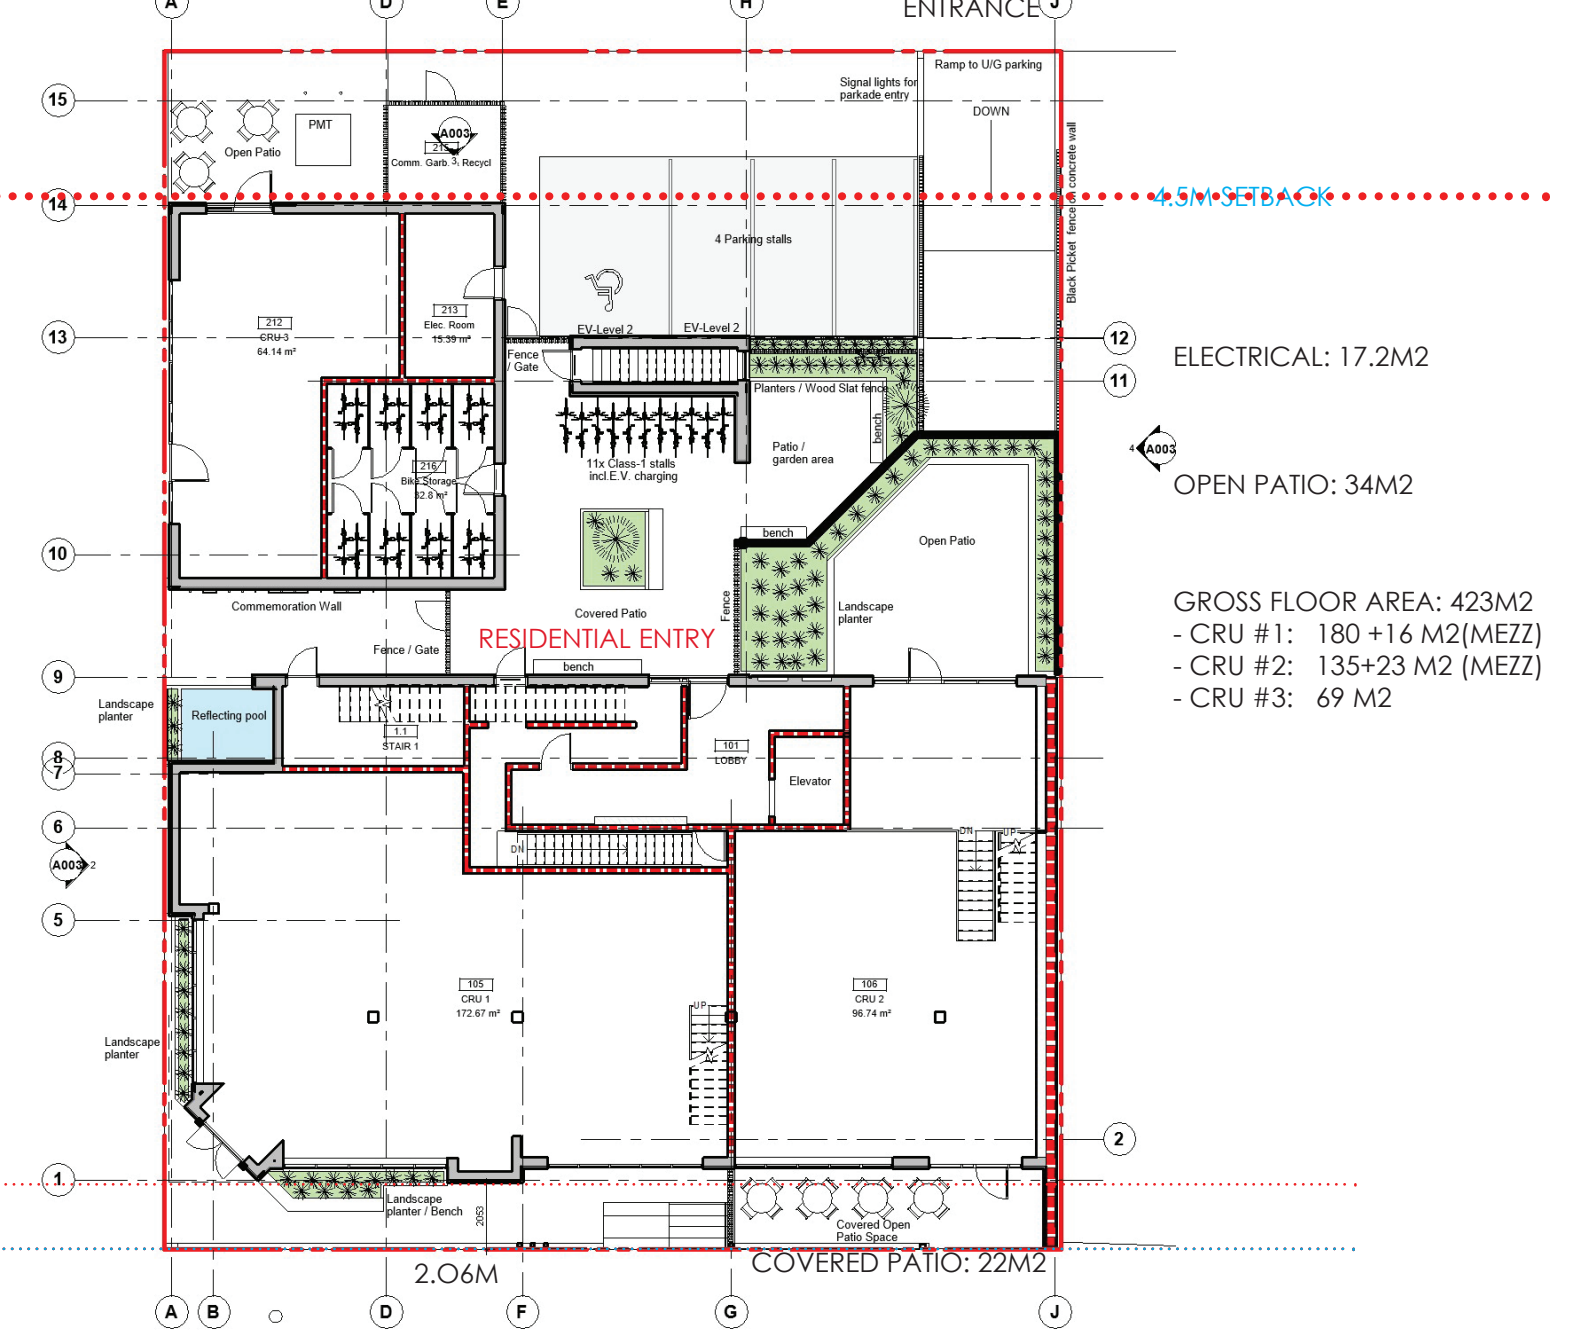 A D E H ENTRANCE J
Ramp to U/G parking
Signal lights for
parkade entry
15
DOWN
PMT
A003
3
Open Patio
Comm. Garb. Recycl
Black Picket fence on concrete wall
14
4.5M SETBACK
4 Parking stalls
213
Elec. Room
15.39 m²
212
CRU 3
64.14 m²
13
EV-Level 2 EV-Level 2
12
Fence
/ Gate
ELECTRICAL: 17.2M2
11
Planters / Wood Slat fence
bench
Patio /
garden area
4 A003
216
Bike Storage
32.8 m²
11x Class-1 stalls
incl.E.V. charging
OPEN PATIO: 34M2
bench
Open Patio
10
Commemoration Wall
Covered Patio
Fence
Landscape
planter
GROSS FLOOR AREA: 423M2
- CRU #1: 180 +16 M2(MEZZ)
- CRU #2: 135+23 M2 (MEZZ)
- CRU #3: 69 M2
RESIDENTIAL ENTRY
Fence / Gate
bench
9
Landscape
planter
Reflecting pool
1.1
STAIR 1
101
LOBBY
8
7
Elevator
6
DN
DN
UP
A003 2
5
105
CRU 1
172.67 m²
106
CRU 2
96.74 m²
UP
Landscape
planter
2
1
Landscape
planter / Bench
2053
Covered Open
Patio Space
2.06M
COVERED PATIO: 22M2
A B D F G J